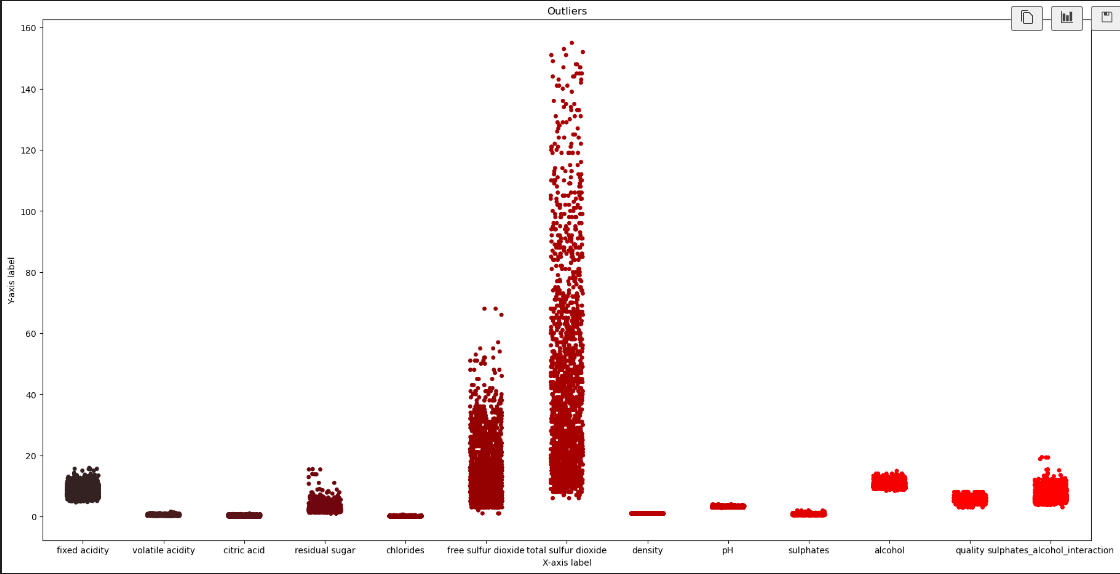 Outliers
160
140
120
100
80
60
40
20
0
Y-axis label
fixed acidity volatile acidity citric acid residual sugar chlorides free sulfur dioxide total sulfur dioxide density pH sulphates alcohol quality sulphates_alcohol_interaction
X-axis label